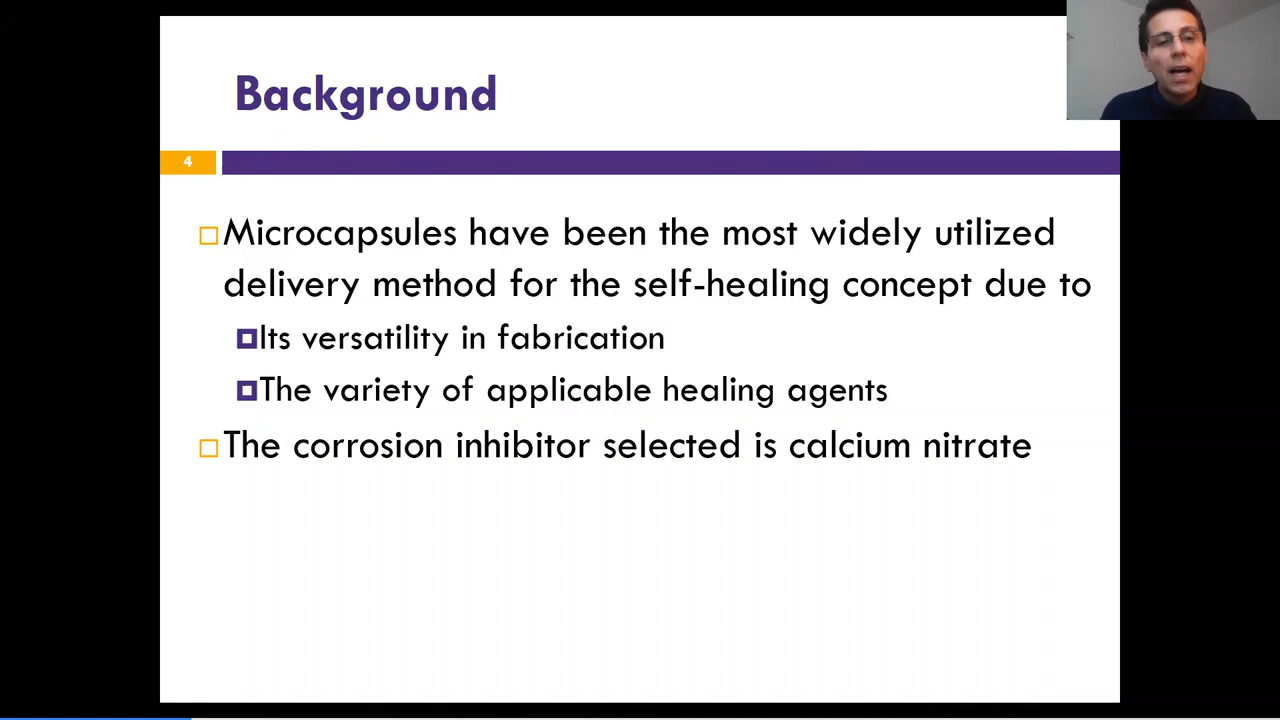 Background
4
Microcapsules have been the most widely utilized
delivery method for the self-healing concept due to
Its versatility in fabrication
The variety of applicable healing agents
The corrosion inhibitor selected is calcium nitrate